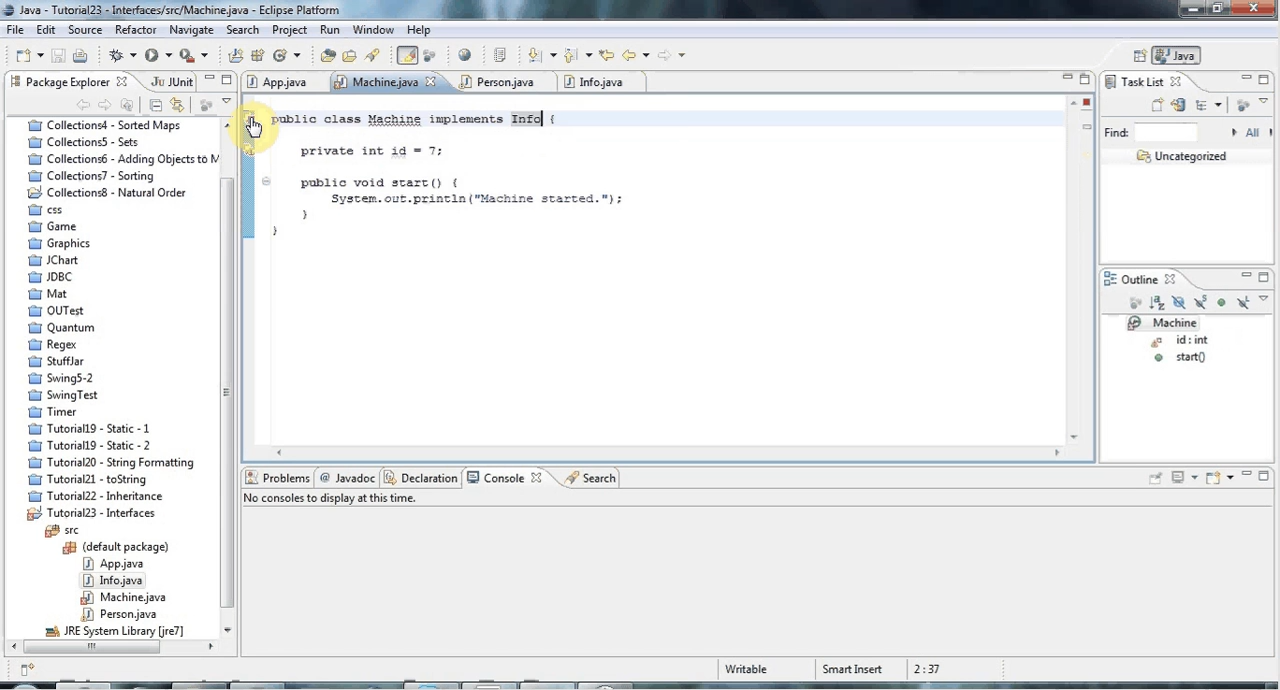 Java - Tutorial23 - Interfaces/src/Machine.java - Eclipse Platform
File Edit Source Refactor Navigate Search Project Run Window Help
Java
Package Explorer Ju JUnit
App.java Machine.java Person.java Info.java
Task List
Find: All
Uncategorized
Collections4 - Sorted Maps
Collections5 - Sets
Collections6 - Adding Objects to M
Collections7 - Sorting
Collections8 - Natural Order
css
Game
Graphics
JChart
JDBC
Mat
OUTest
Quantum
Regex
StuffJar
Swing5-2
SwingTest
Timer
Tutorial19 - Static - 1
Tutorial19 - Static - 2
Tutorial20 - String Formatting
Tutorial21 - toString
Tutorial22 - Inheritance
Tutorial23 - Interfaces
src
(default package)
App.java
Info.java
Machine.java
Person.java
JRE System Library [jre7]
public class Machine implements Info {
private int id = 7;
public void start() {
System.out.println("Machine started.");
}
}
Outline
Machine
id : int
start()
Problems @ Javadoc Declaration Console Search
No consoles to display at this time.
Writable Smart Insert 2 : 37